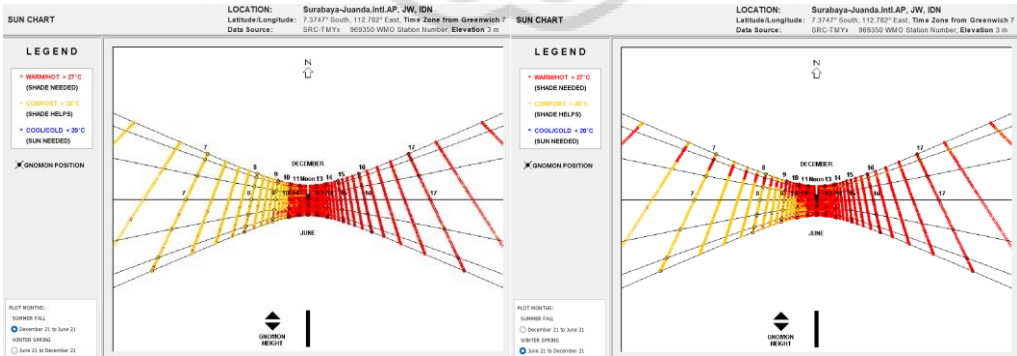 SUN CHART
LOCATION: Surabaya-Juanda.Intl.AP, JW, IDN
Latitude/Longitude: 7.3747° South, 112.782° East, Time Zone from Greenwich 7
Data Source: SRC-TMYx 969350 WMO Station Number, Elevation 3 m
LEGEND
WARM/HOT > 27°C
(SHADE NEEDED)
COMFORT > 20°C
(SHADE HELPS)
COOL/COLD < 20°C
(SUN NEEDED)
GNOMON POSITION
N
DECEMBER
7 8 9 10 11 Noon 13 14 15 16 17
7 8 17
JUNE
GNOMON
HEIGHT
PLOT MONTHS:
SUMMER FALL
December 21 to June 21
WINTER SPRING
June 21 to December 21
SUN CHART
LOCATION: Surabaya-Juanda.Intl.AP, JW, IDN
Latitude/Longitude: 7.3747° South, 112.782° East, Time Zone from Greenwich 7
Data Source: SRC-TMYx 969350 WMO Station Number, Elevation 3 m
LEGEND
WARM/HOT > 27°C
(SHADE NEEDED)
COMFORT > 20°C
(SHADE HELPS)
COOL/COLD < 20°C
(SUN NEEDED)
GNOMON POSITION
N
DECEMBER
7 8 9 10 11 Noon 13 14 15 16 17
7 8 17
JUNE
GNOMON
HEIGHT
PLOT MONTHS:
SUMMER FALL
December 21 to June 21
WINTER SPRING
June 21 to December 21